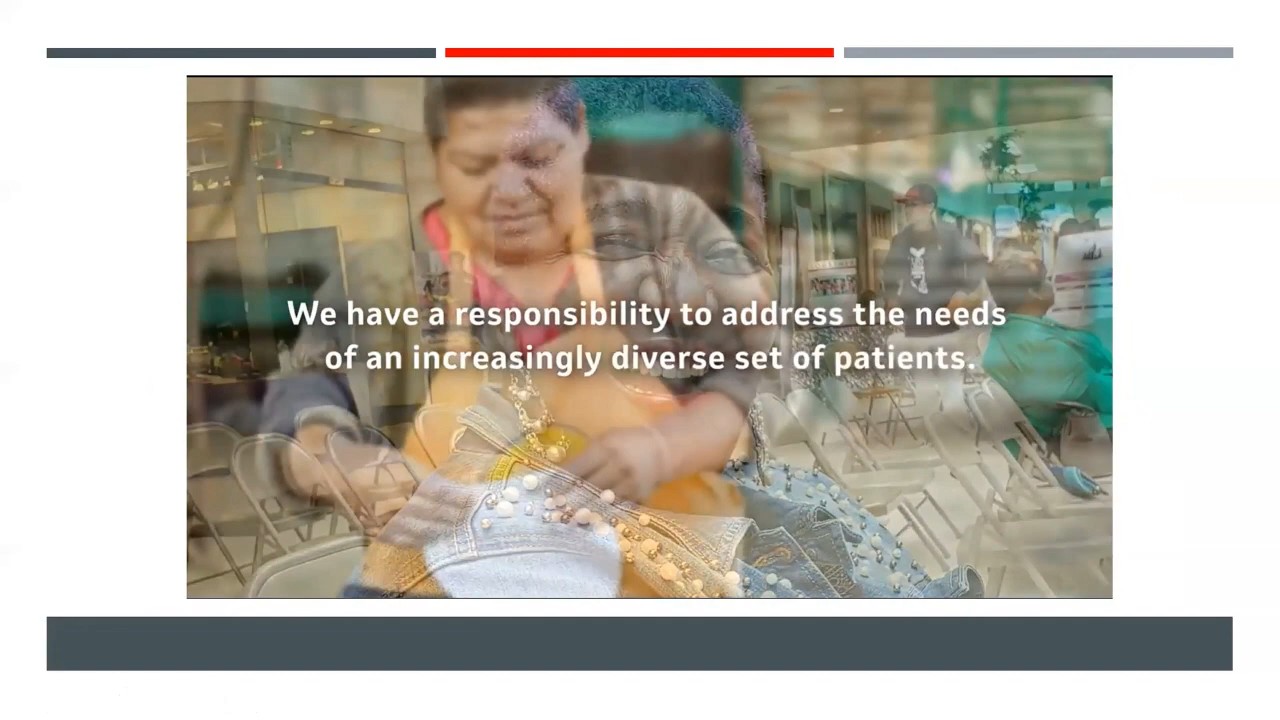 We have a responsibility to address the needs
of an increasingly diverse set of patients.